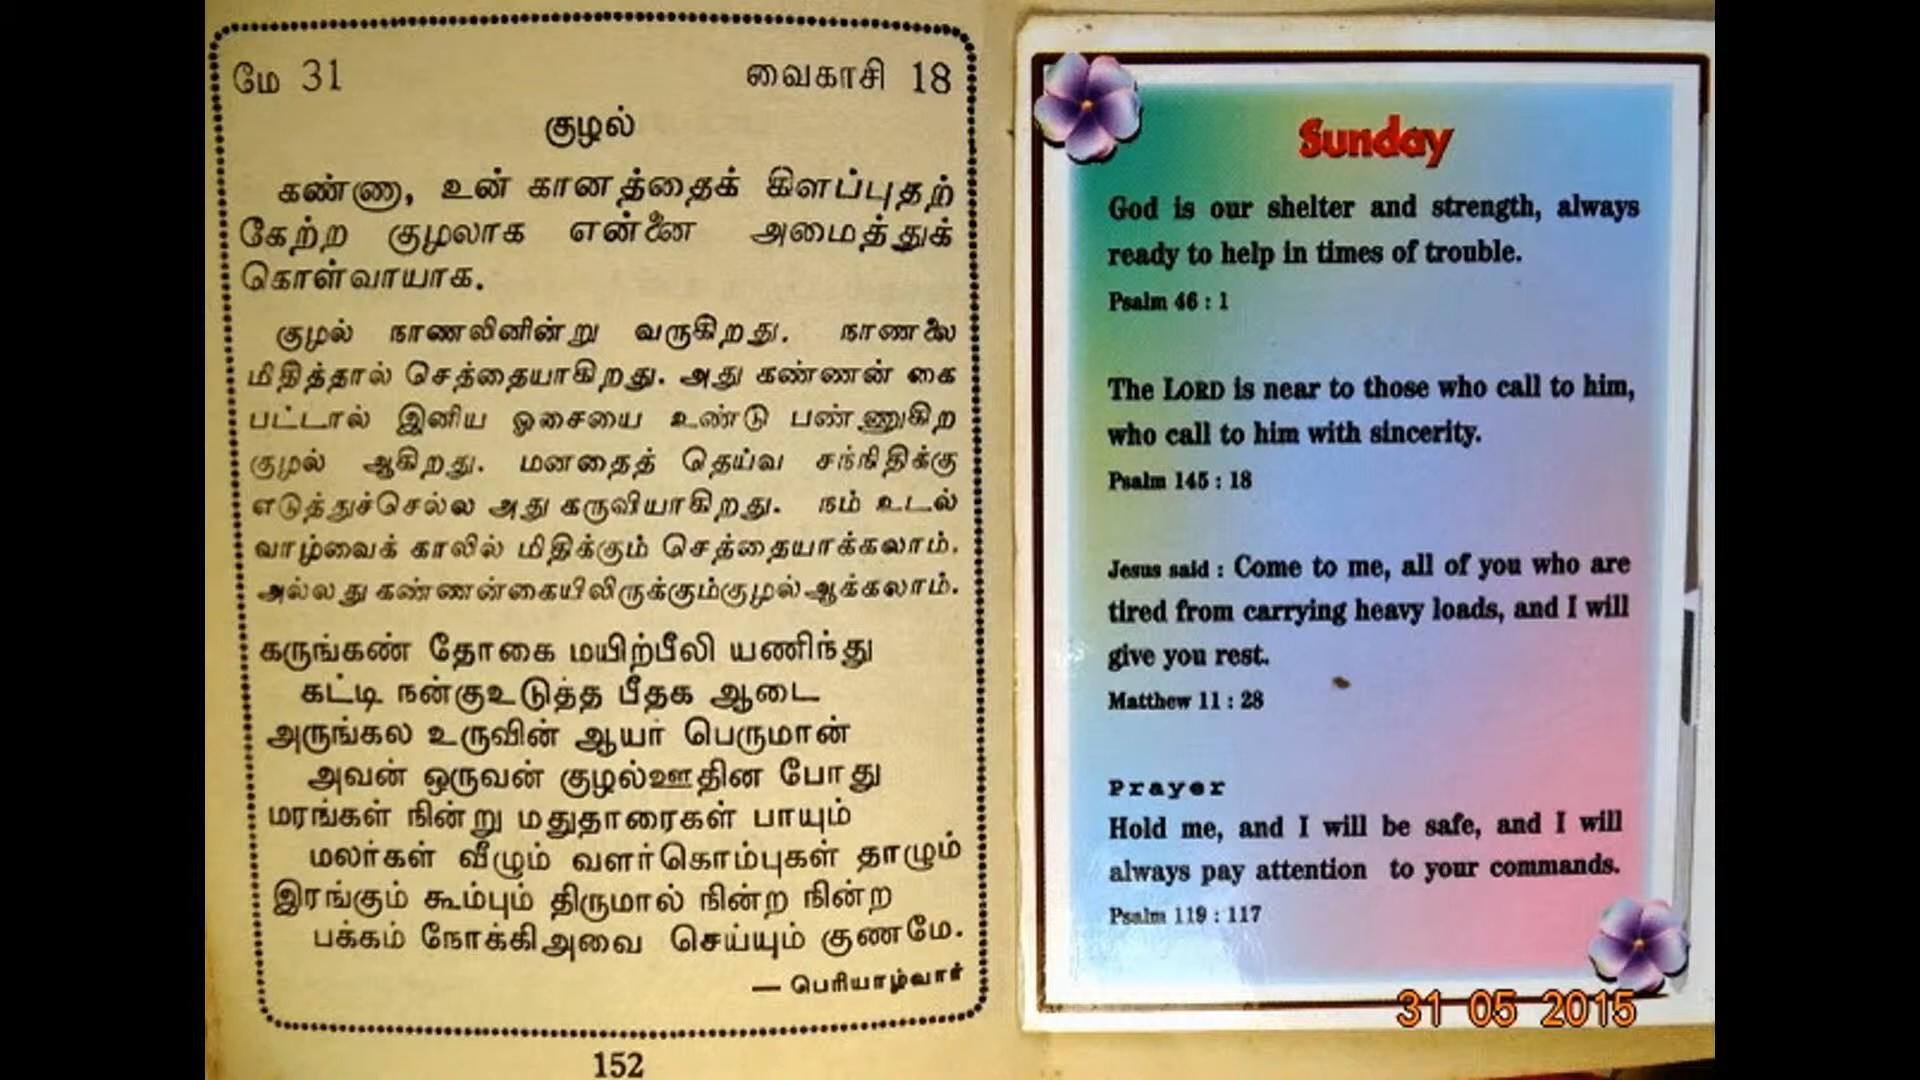 மே 31 வைகாசி 18
குழல்
கண்ணா, உன் கானத்தைக் கிளப்புதற்
கேற்ற குழலாக என்னை அமைத்துக்
கொள்வாயாக.
குழல் நாணலினின்று வருகிறது. நாணலை
மிதித்தால் செத்தையாகிறது. அது கண்ணன் கை
பட்டால் இனிய ஓசையை உண்டு பண்ணுகிற
குழல் ஆகிறது. மனதைத் தெய்வ சந்நிதிக்கு
எடுத்துச்செல்ல அது கருவியாகிறது. நம் உடல்
வாழ்வைக் காலில் மிதிக்கும் செத்தையாக்கலாம்.
அல்லது கண்ணன்கையிலிருக்கும்குழல்ஆக்கலாம்.
கருங்கண் தோகை மயிற்பீலி யணிந்து
கட்டி நன்குஉடுத்த பீதக ஆடை
அருங்கல உருவின் ஆயர் பெருமான்
அவன் ஒருவன் குழல்ஊதின போது
மரங்கள் நின்று மதுதாரைகள் பாயும்
மலர்கள் வீழும் வளர்கொம்புகள் தாழும்
இரங்கும் கூம்பும் திருமால் நின்ற நின்ற
பக்கம் நோக்கிஅவை செய்யும் குணமே.
— பெரியாழ்வார்
152
Sunday
God is our shelter and strength, always
ready to help in times of trouble.
Psalm 46 : 1
The LORD is near to those who call to him,
who call to him with sincerity.
Psalm 145 : 18
Jesus said : Come to me, all of you who are
tired from carrying heavy loads, and I will
give you rest.
Matthew 11 : 28
Prayer
Hold me, and I will be safe, and I will
always pay attention to your commands.
Psalm 119 : 117
31 05 2015